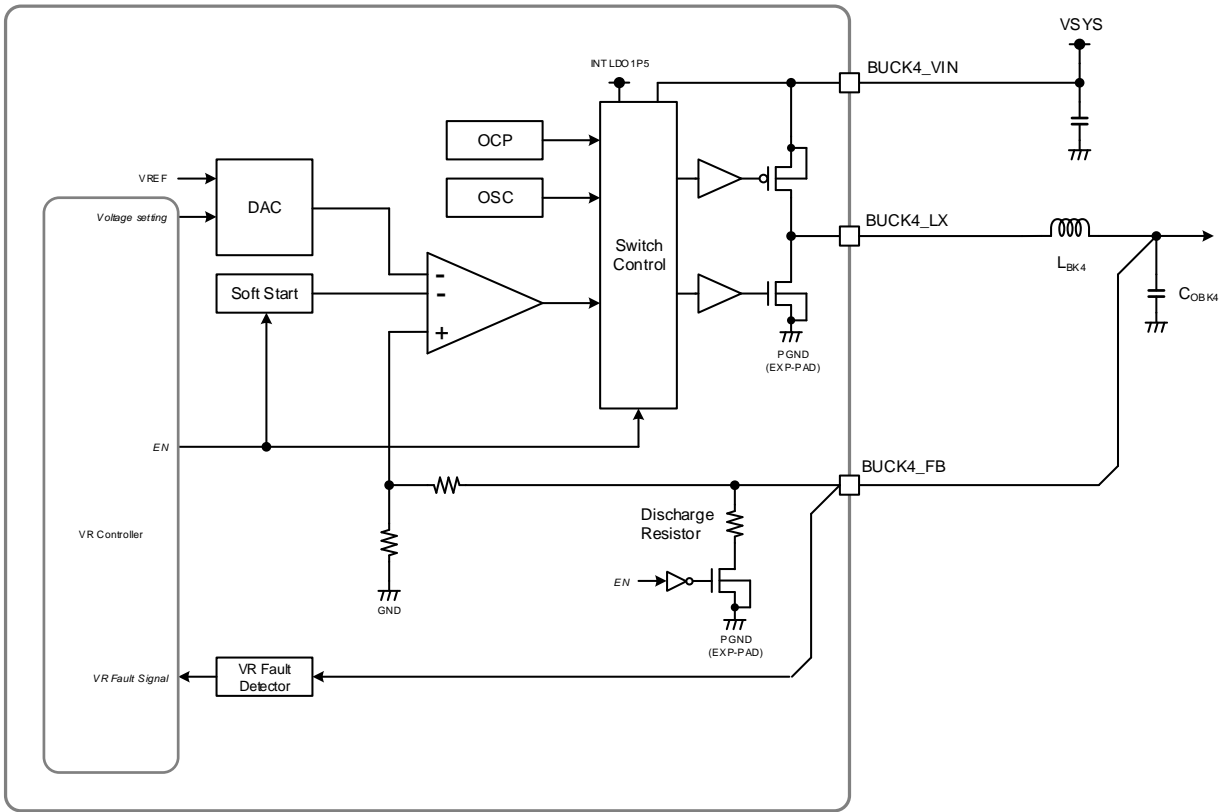 VSYS
INTLDO1P5
BUCK4_VIN
OCP
VREF
DAC
OSC
Voltage setting
BUCK4_LX
Switch
Control
LBK4
-
-
+
Soft Start
COBK4
PGND
(EXP-PAD)
EN
BUCK4_FB
Discharge
Resistor
VR Controller
EN
GND
PGND
(EXP-PAD)
VR Fault Signal
VR Fault
Detector